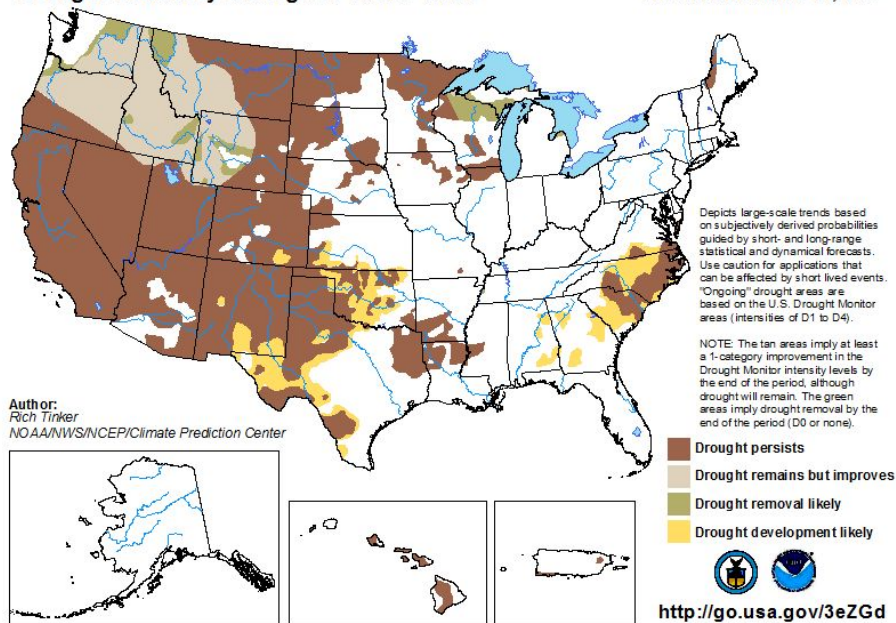 Depicts large-scale trends based
on subjectively derived probabilities
guided by short- and long-range
statistical and dynamical forecasts.
Use caution for applications that
can be affected by short lived events.
"Ongoing" drought areas are
based on the U.S. Drought Monitor
areas (intensities of D1 to D4).
NOTE: The tan areas imply at least
a 1-category improvement in the
Drought Monitor intensity levels by
the end of the period, although
drought will remain. The green
areas imply drought removal by the
end of the period (D0 or none).
Author:
Rich Tinker
NOAA/NWS/NCEP/Climate Prediction Center
Drought persists
Drought remains but improves
Drought removal likely
Drought development likely
http://go.usa.gov/3eZGd